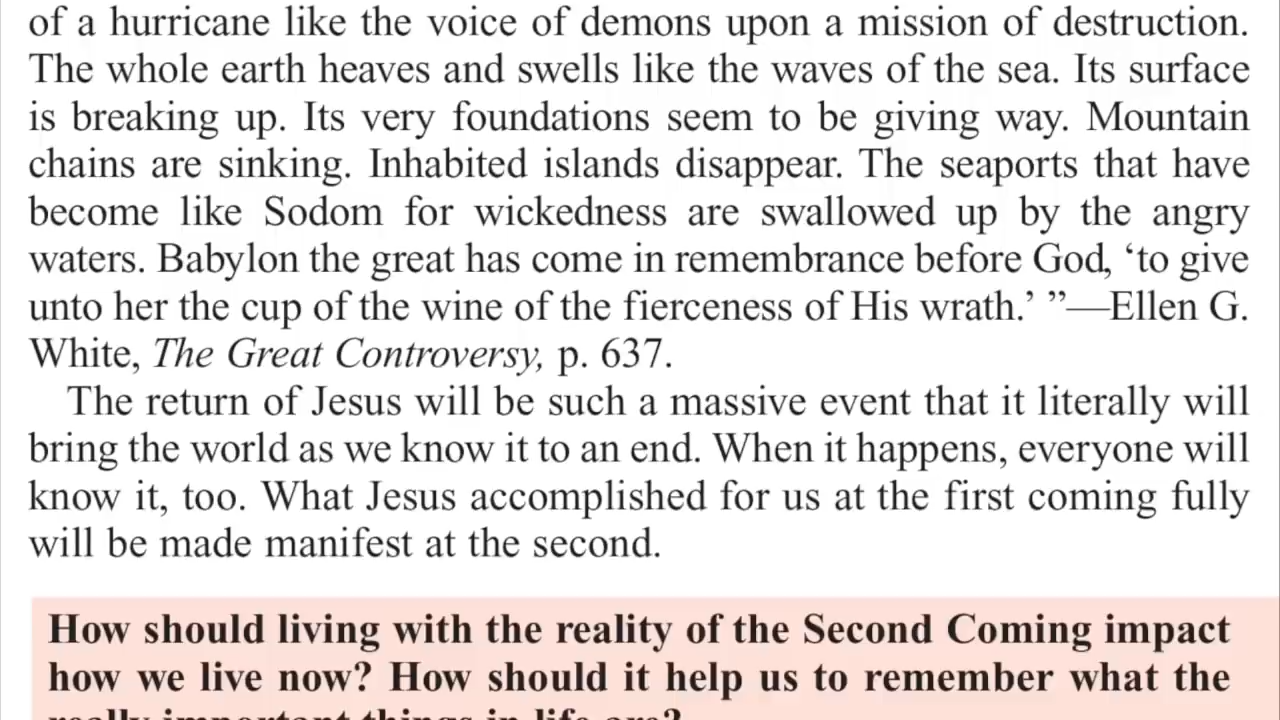 of a hurricane like the voice of demons upon a mission of destruction.
The whole earth heaves and swells like the waves of the sea. Its surface
is breaking up. Its very foundations seem to be giving way. Mountain
chains are sinking. Inhabited islands disappear. The seaports that have
become like Sodom for wickedness are swallowed up by the angry
waters. Babylon the great has come in remembrance before God, ‘to give
unto her the cup of the wine of the fierceness of His wrath.’ ”—Ellen G.
White, The Great Controversy, p. 637.
The return of Jesus will be such a massive event that it literally will
bring the world as we know it to an end. When it happens, everyone will
know it, too. What Jesus accomplished for us at the first coming fully
will be made manifest at the second.
How should living with the reality of the Second Coming impact
how we live now? How should it help us to remember what the
really important things in life are?